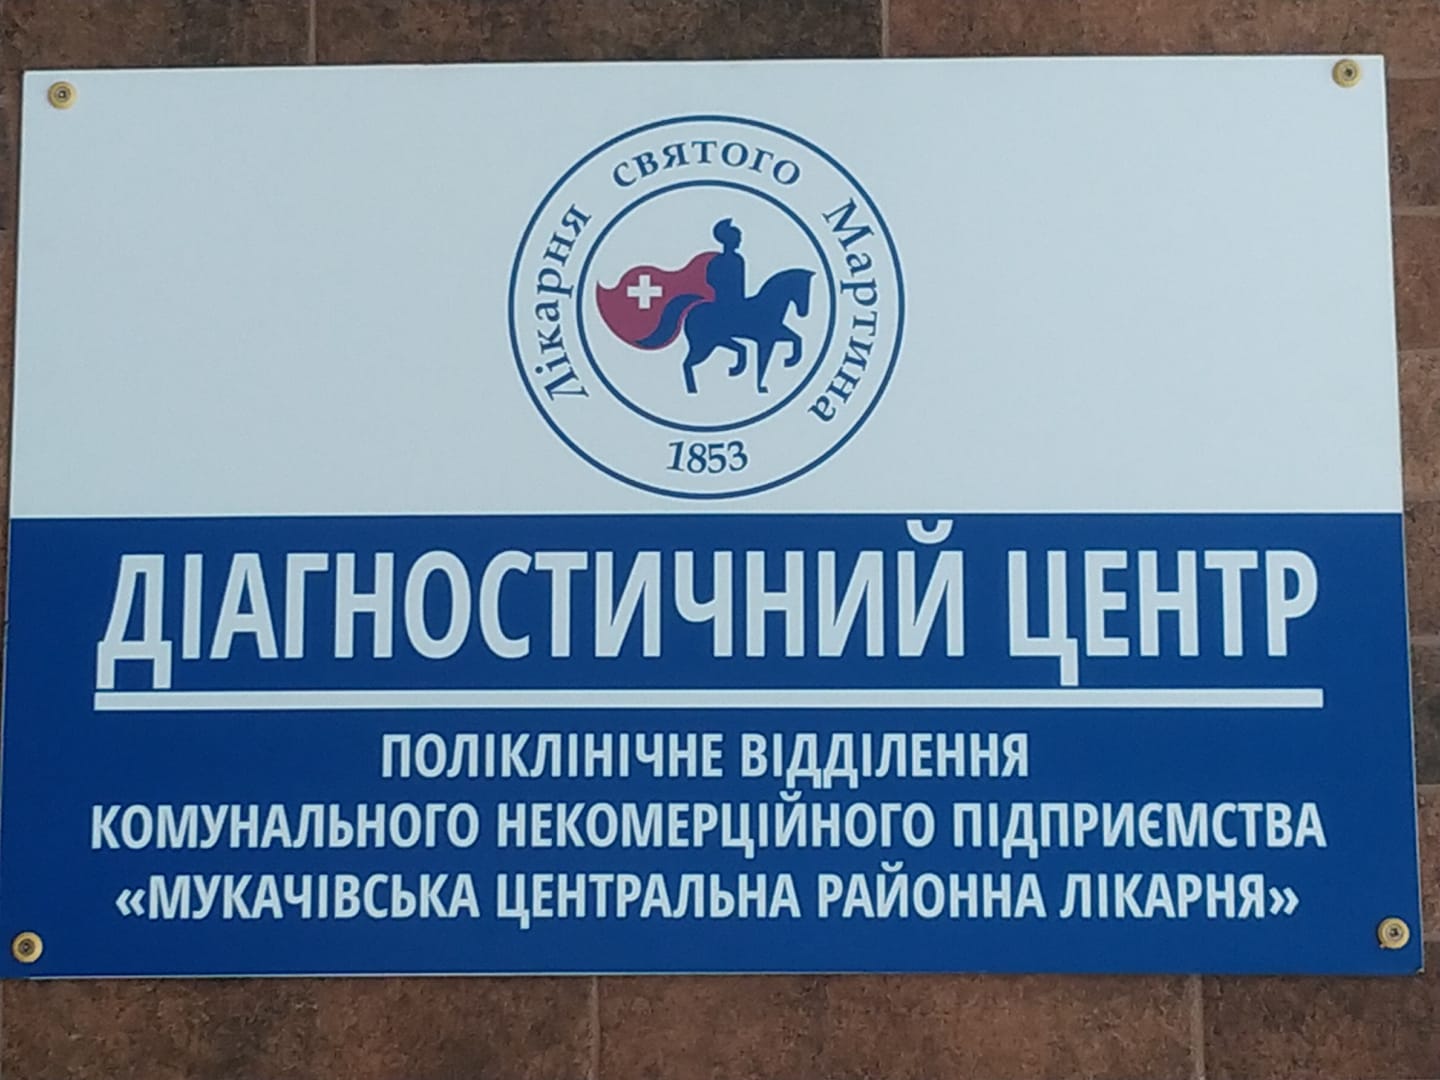 Лікарня святого Мартина
1853
ДІАГНОСТИЧНИЙ ЦЕНТР
ПОЛІКЛІНІЧНЕ ВІДДІЛЕННЯ
КОМУНАЛЬНОГО НЕКОМЕРЦІЙНОГО ПІДПРИЄМСТВА
«МУКАЧІВСЬКА ЦЕНТРАЛЬНА РАЙОННА ЛІКАРНЯ»